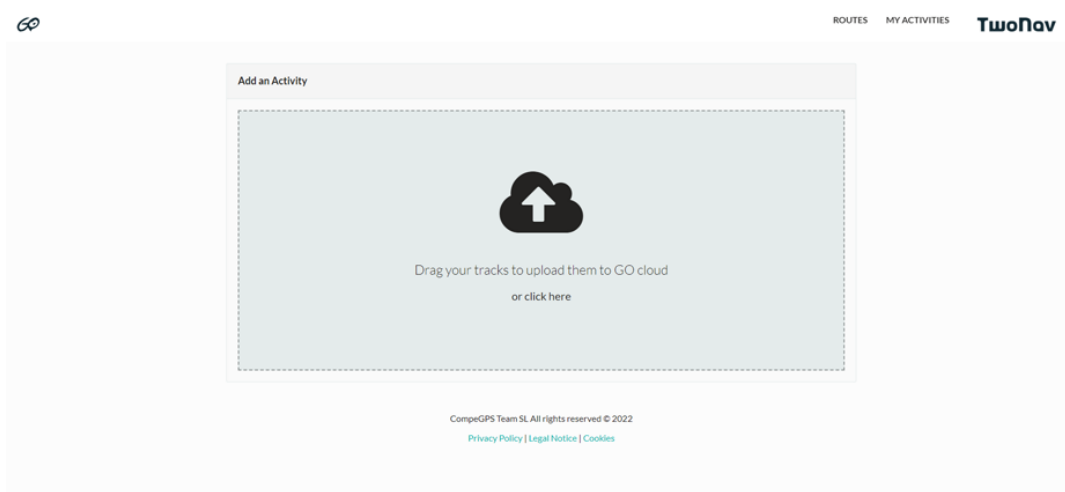 GO
ROUTES
MY ACTIVITIES
TwoNav
Add an Activity
Drag your tracks to upload them to GO cloud
or click here
CompeGPS Team SL All rights reserved © 2022
Privacy Policy | Legal Notice | Cookies